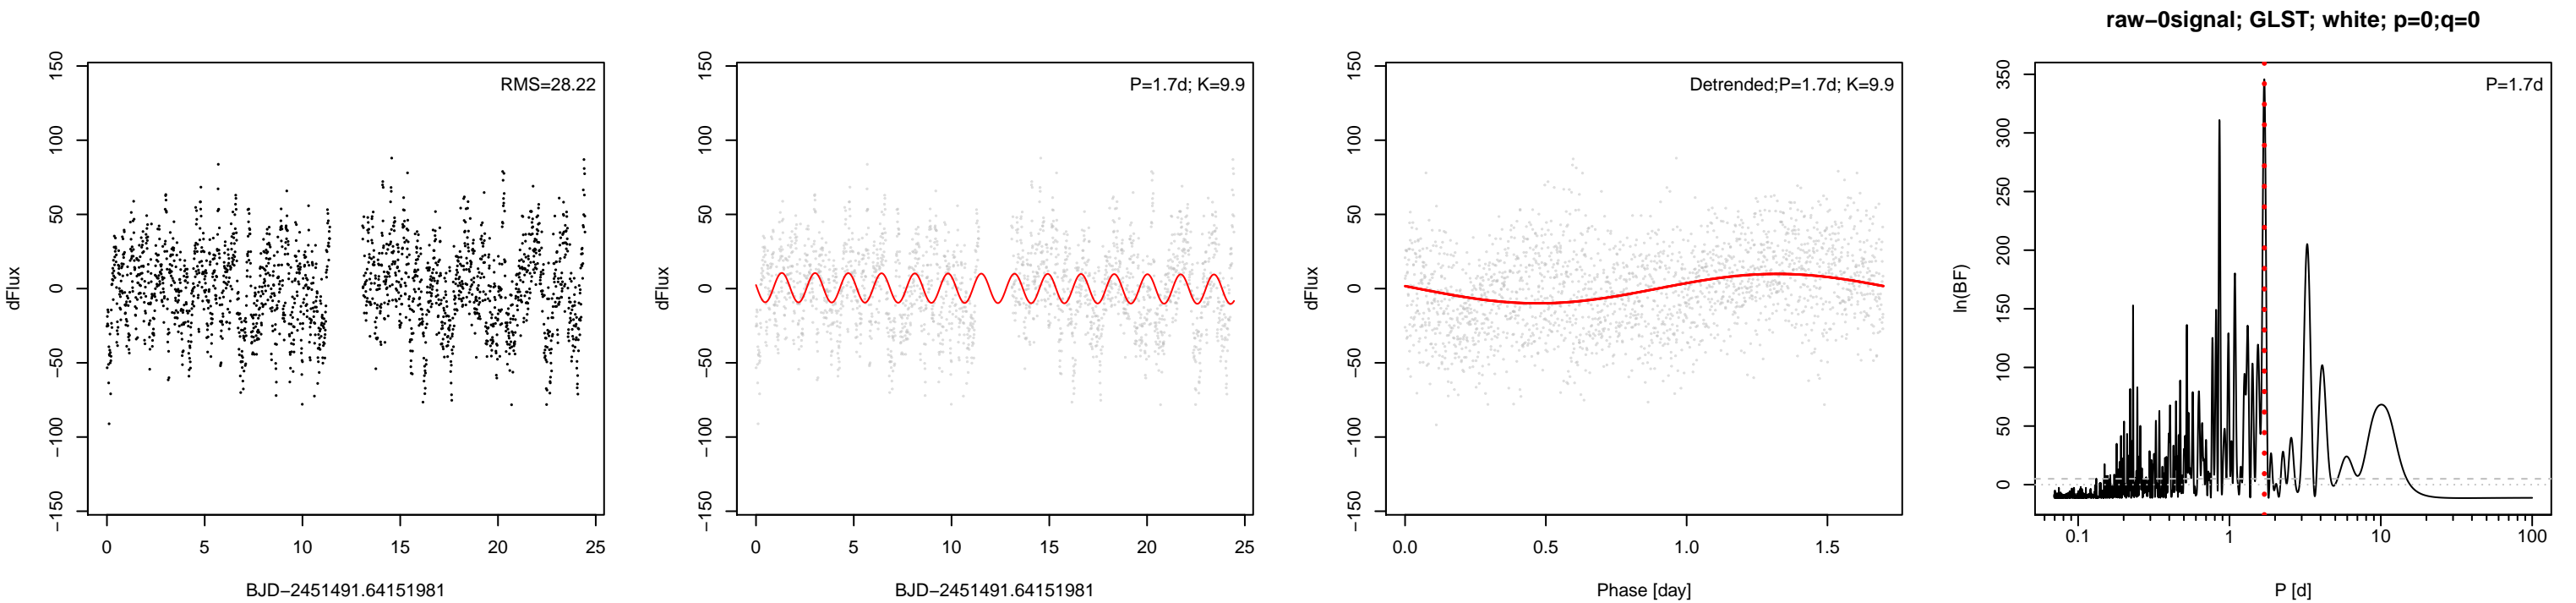 raw−0signal; GLST; white; p=0;q=0
150
100
50
0
−50
−100
−150
dFlux
RMS=28.22
0 5 10 15 20 25
BJD−2451491.64151981
150
100
50
0
−50
−100
−150
dFlux
P=1.7d; K=9.9
0 5 10 15 20 25
BJD−2451491.64151981
150
100
50
0
−50
−100
−150
dFlux
Detrended;P=1.7d; K=9.9
0.0 0.5 1.0 1.5
Phase [day]
350
300
250
200
150
100
50
0
ln(BF)
P=1.7d
0.1 1 10 100
P [d]